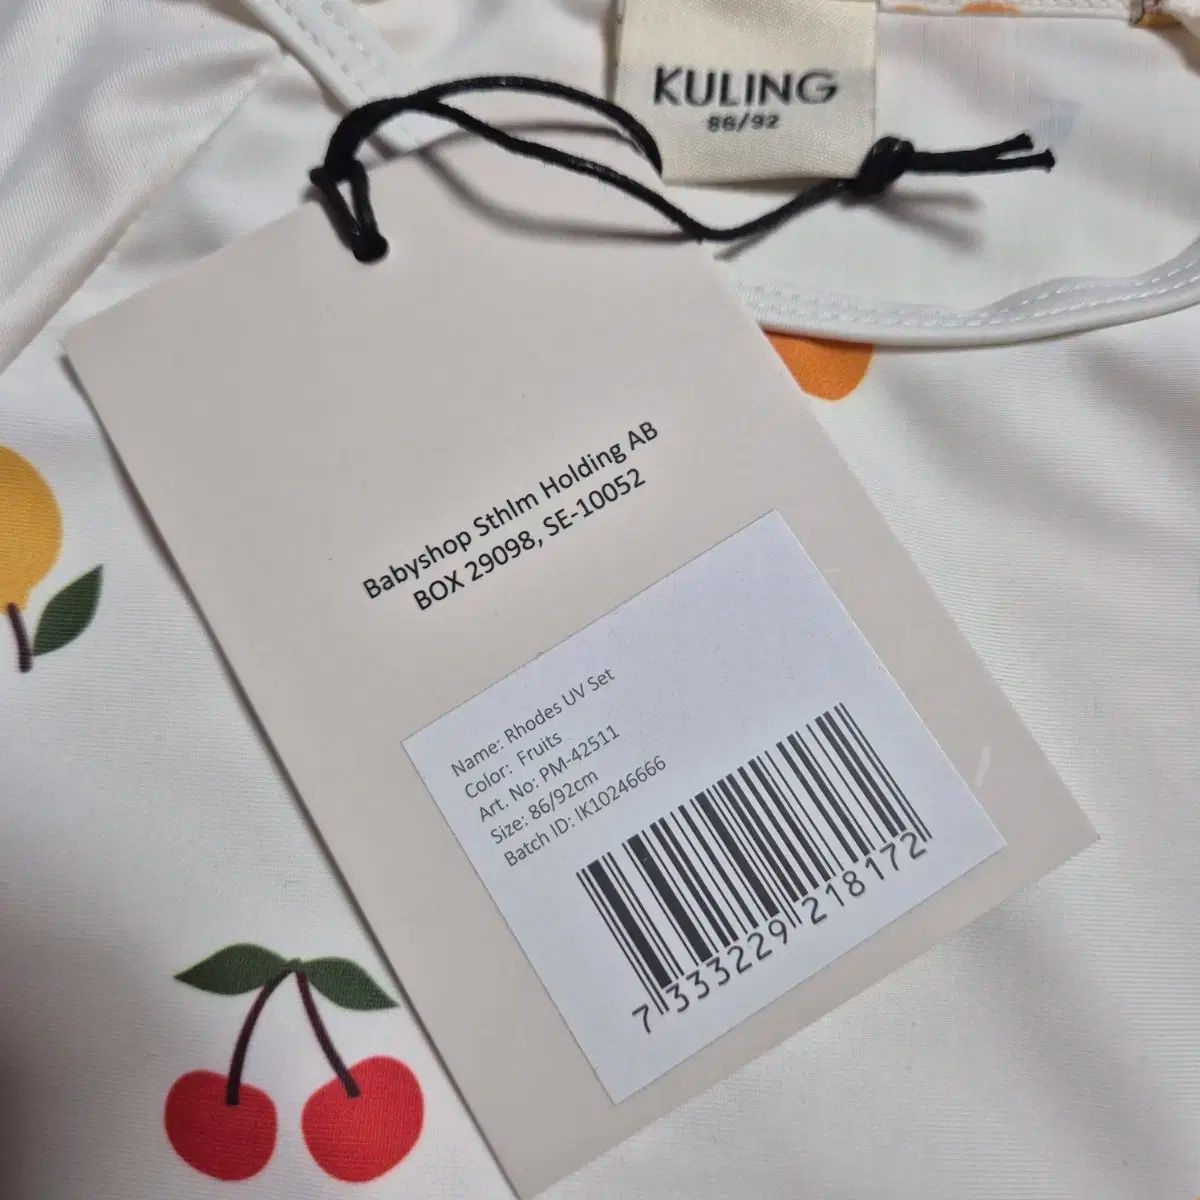 KULING
86/92
Babyshop Sthlm Holding AB
BOX 29098, SE-10052
Name: Rhodes UV Set
Color: Fruits
Art. No: PM-42511
Size: 86/92cm
Batch ID: IK10246666
7 333229 218172